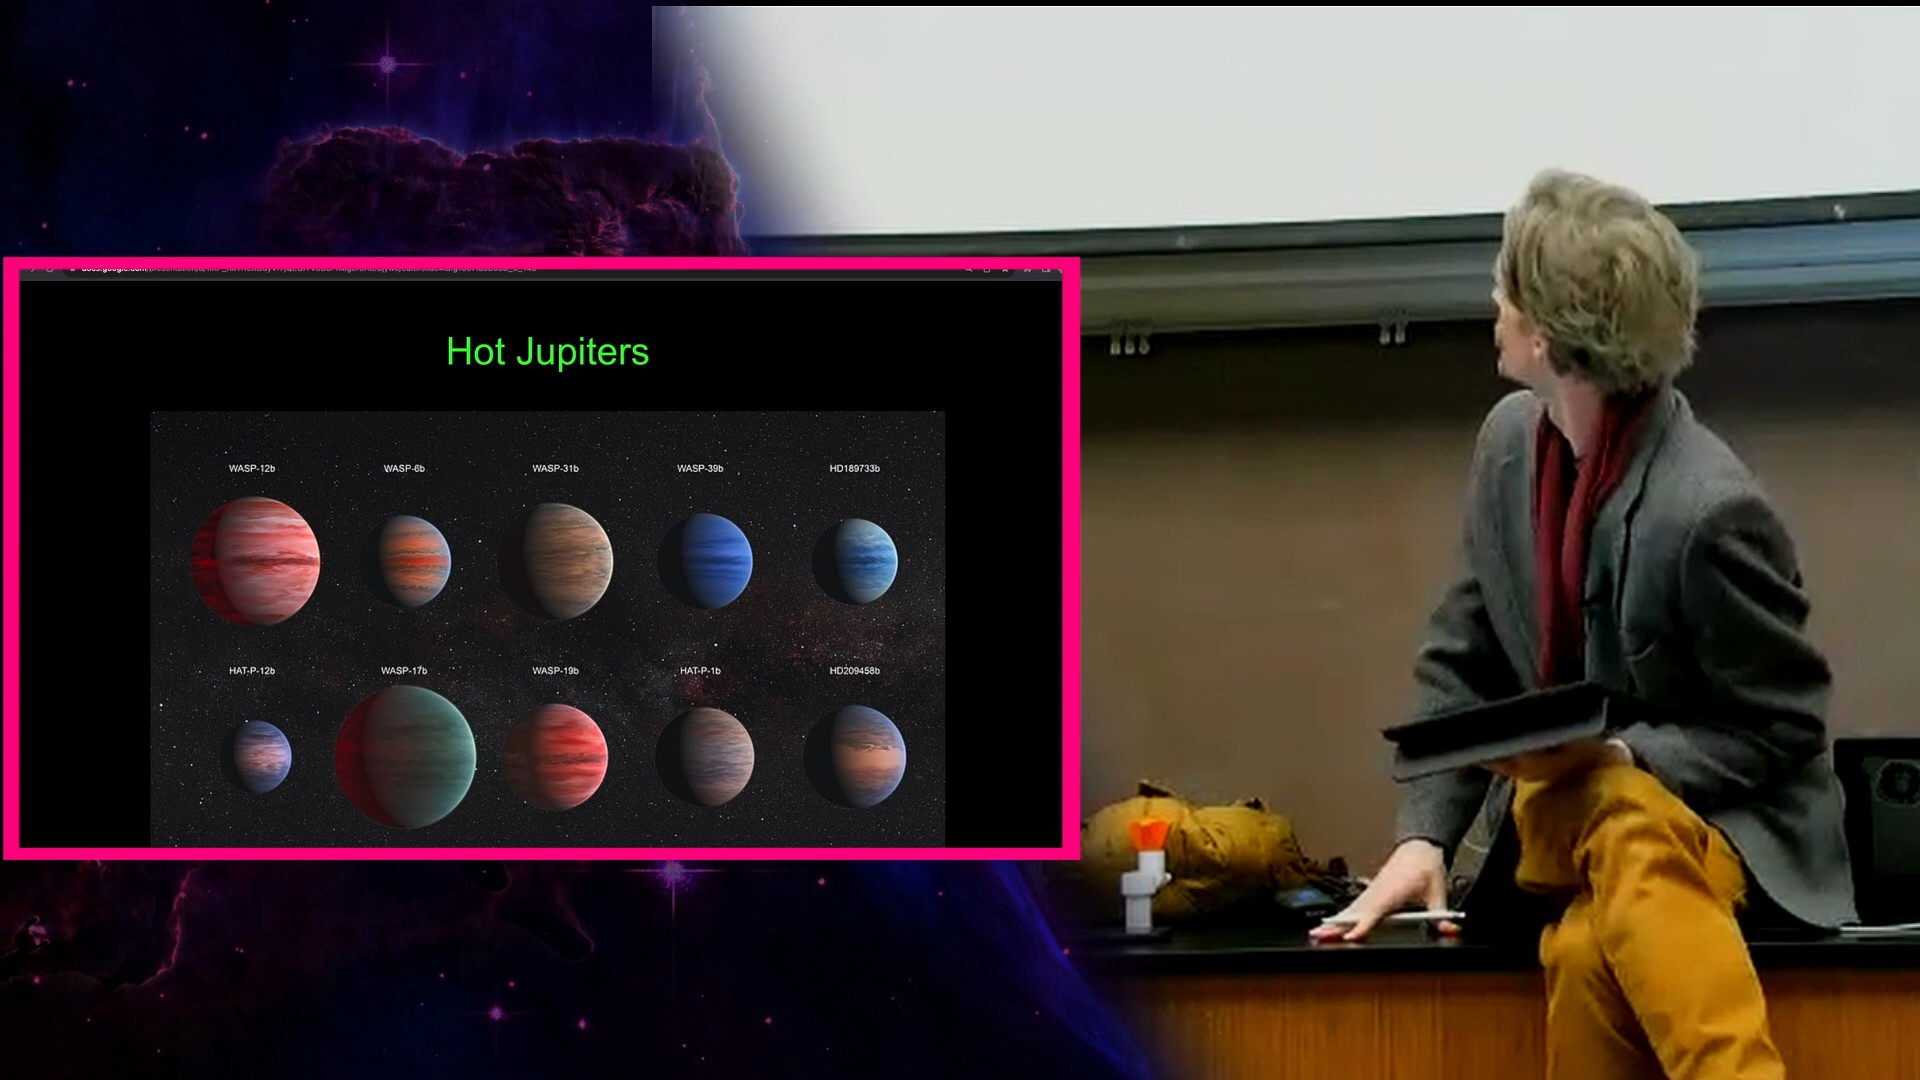 Hot Jupiters
WASP-12b WASP-6b WASP-31b WASP-39b HD189733b
HAT-P-12b WASP-17b WASP-19b HAT-P-1b HD209458b